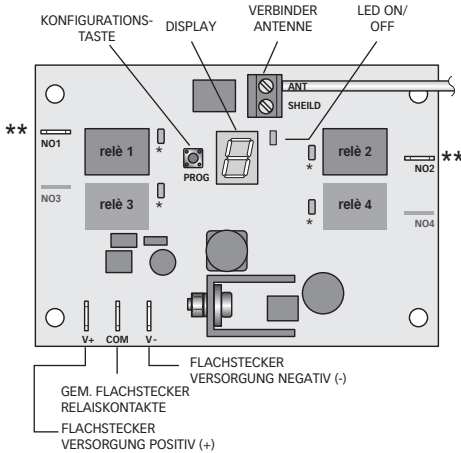 KONFIGURATIONS-
TASTE
DISPLAY
VERBINDER
ANTENNE
LED ON/
OFF
ANT
SHEILD
**
NO1
relè 1
*
PROG
*
relè 2
**
NO2
NO3
relè 3
*
*
relè 4
NO4
V+ COM V-
FLACHSTECKER
VERSORGUNG NEGATIV (-)
GEM. FLACHSTECKER
RELAISKONTAKTE
FLACHSTECKER
VERSORGUNG POSITIV (+)